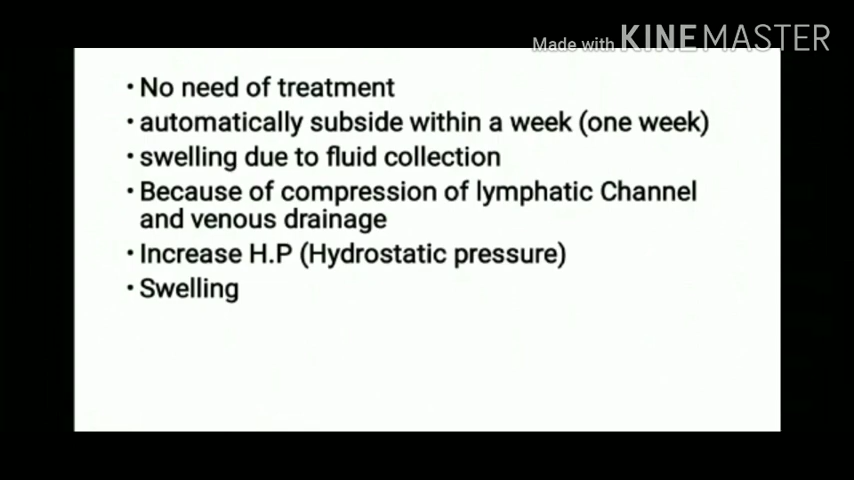 Made with KINEMASTER
• No need of treatment
• automatically subside within a week (one week)
• swelling due to fluid collection
• Because of compression of lymphatic Channel
and venous drainage
• Increase H.P (Hydrostatic pressure)
• Swelling